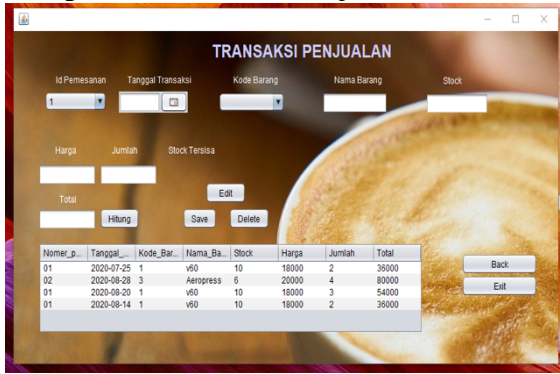 TRANSAKSI PENJUALAN
Id Pemesanan Tanggal Transaksi Kode Barang Nama Barang Stock
1
Harga Jumlah Stock Tersisa
Total Edit
Hitung Save Delete
Nomer_p... Tanggal_... Kode_Bar... Nama_Ba... Stock Harga Jumlah Total
01 2020-07-25 1 v60 10 18000 2 36000
02 2020-08-28 3 Aeropress 6 20000 4 80000
01 2020-08-20 1 v60 10 18000 3 54000
01 2020-08-14 1 v60 10 18000 2 36000
Back
Exit